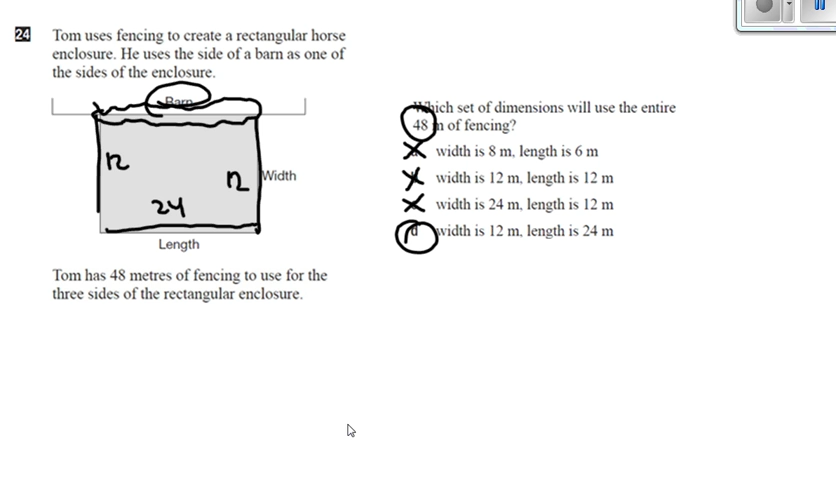 24 Tom uses fencing to create a rectangular horse
enclosure. He uses the side of a barn as one of
the sides of the enclosure.
Barn
12
12
Width
24
Length
Tom has 48 metres of fencing to use for the
three sides of the rectangular enclosure.
Which set of dimensions will use the entire
48 m of fencing?
width is 8 m, length is 6 m
width is 12 m, length is 12 m
width is 24 m, length is 12 m
d width is 12 m, length is 24 m